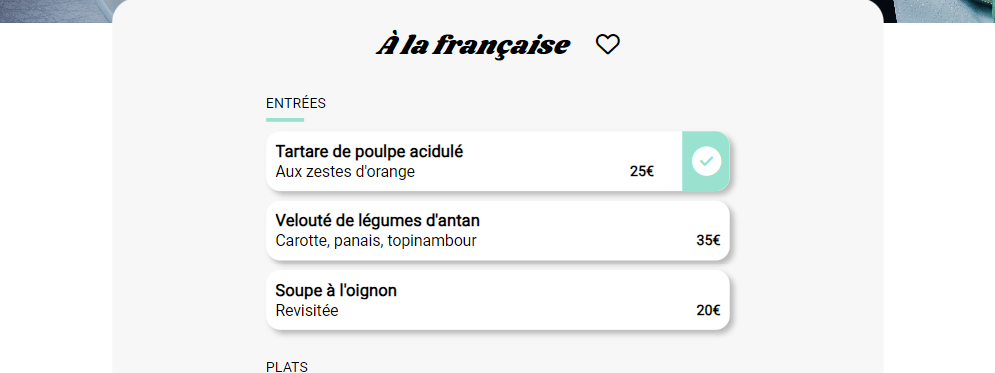 À la française
ENTRÉES
Tartare de poulpe acidulé
Aux zestes d'orange
25€
Velouté de légumes d'antan
Carotte, panais, topinambour
35€
Soupe à l'oignon
Revisitée
20€
PLATS